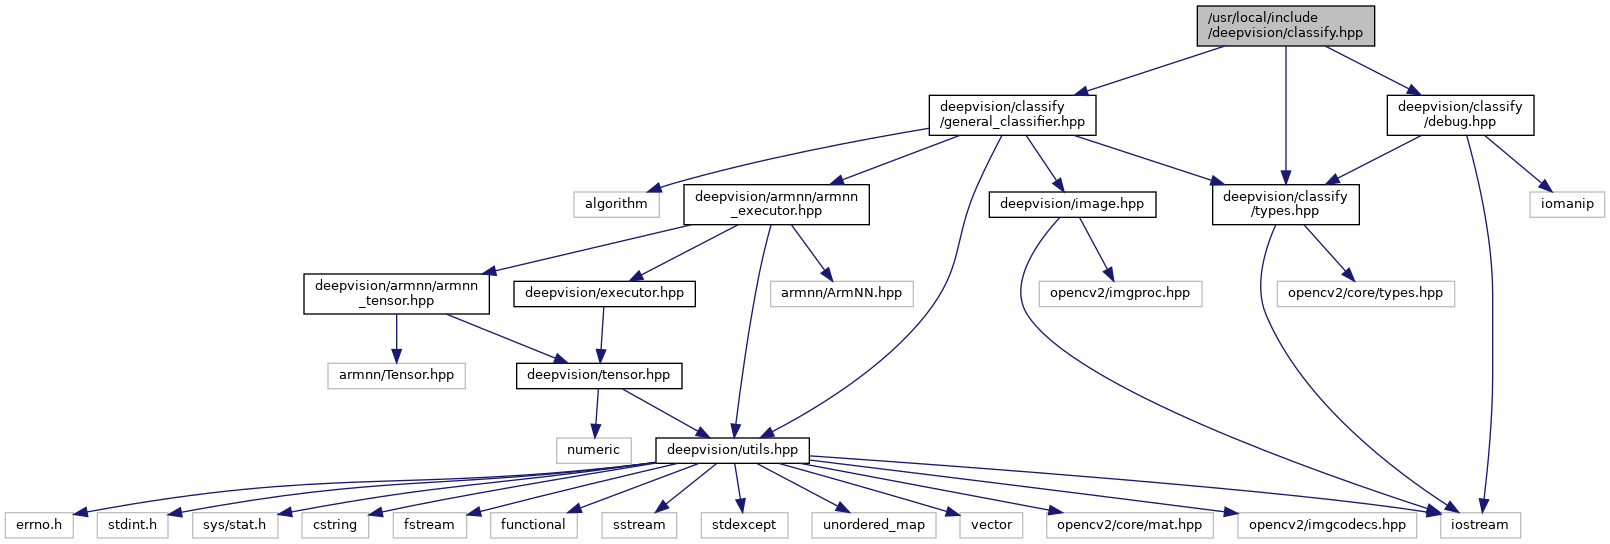 /usr/local/include
/deepvision/classify.hpp
deepvision/classify
/general_classifier.hpp
deepvision/classify
/debug.hpp
algorithm
deepvision/armnn/armnn
_executor.hpp
deepvision/image.hpp
deepvision/classify
/types.hpp
iomanip
deepvision/armnn/armnn
_tensor.hpp
deepvision/executor.hpp
armnn/ArmNN.hpp
opencv2/imgproc.hpp
opencv2/core/types.hpp
armnn/Tensor.hpp
deepvision/tensor.hpp
numeric
deepvision/utils.hpp
errno.h
stdint.h
sys/stat.h
cstring
fstream
functional
sstream
stdexcept
unordered_map
vector
opencv2/core/mat.hpp
opencv2/imgcodecs.hpp
iostream